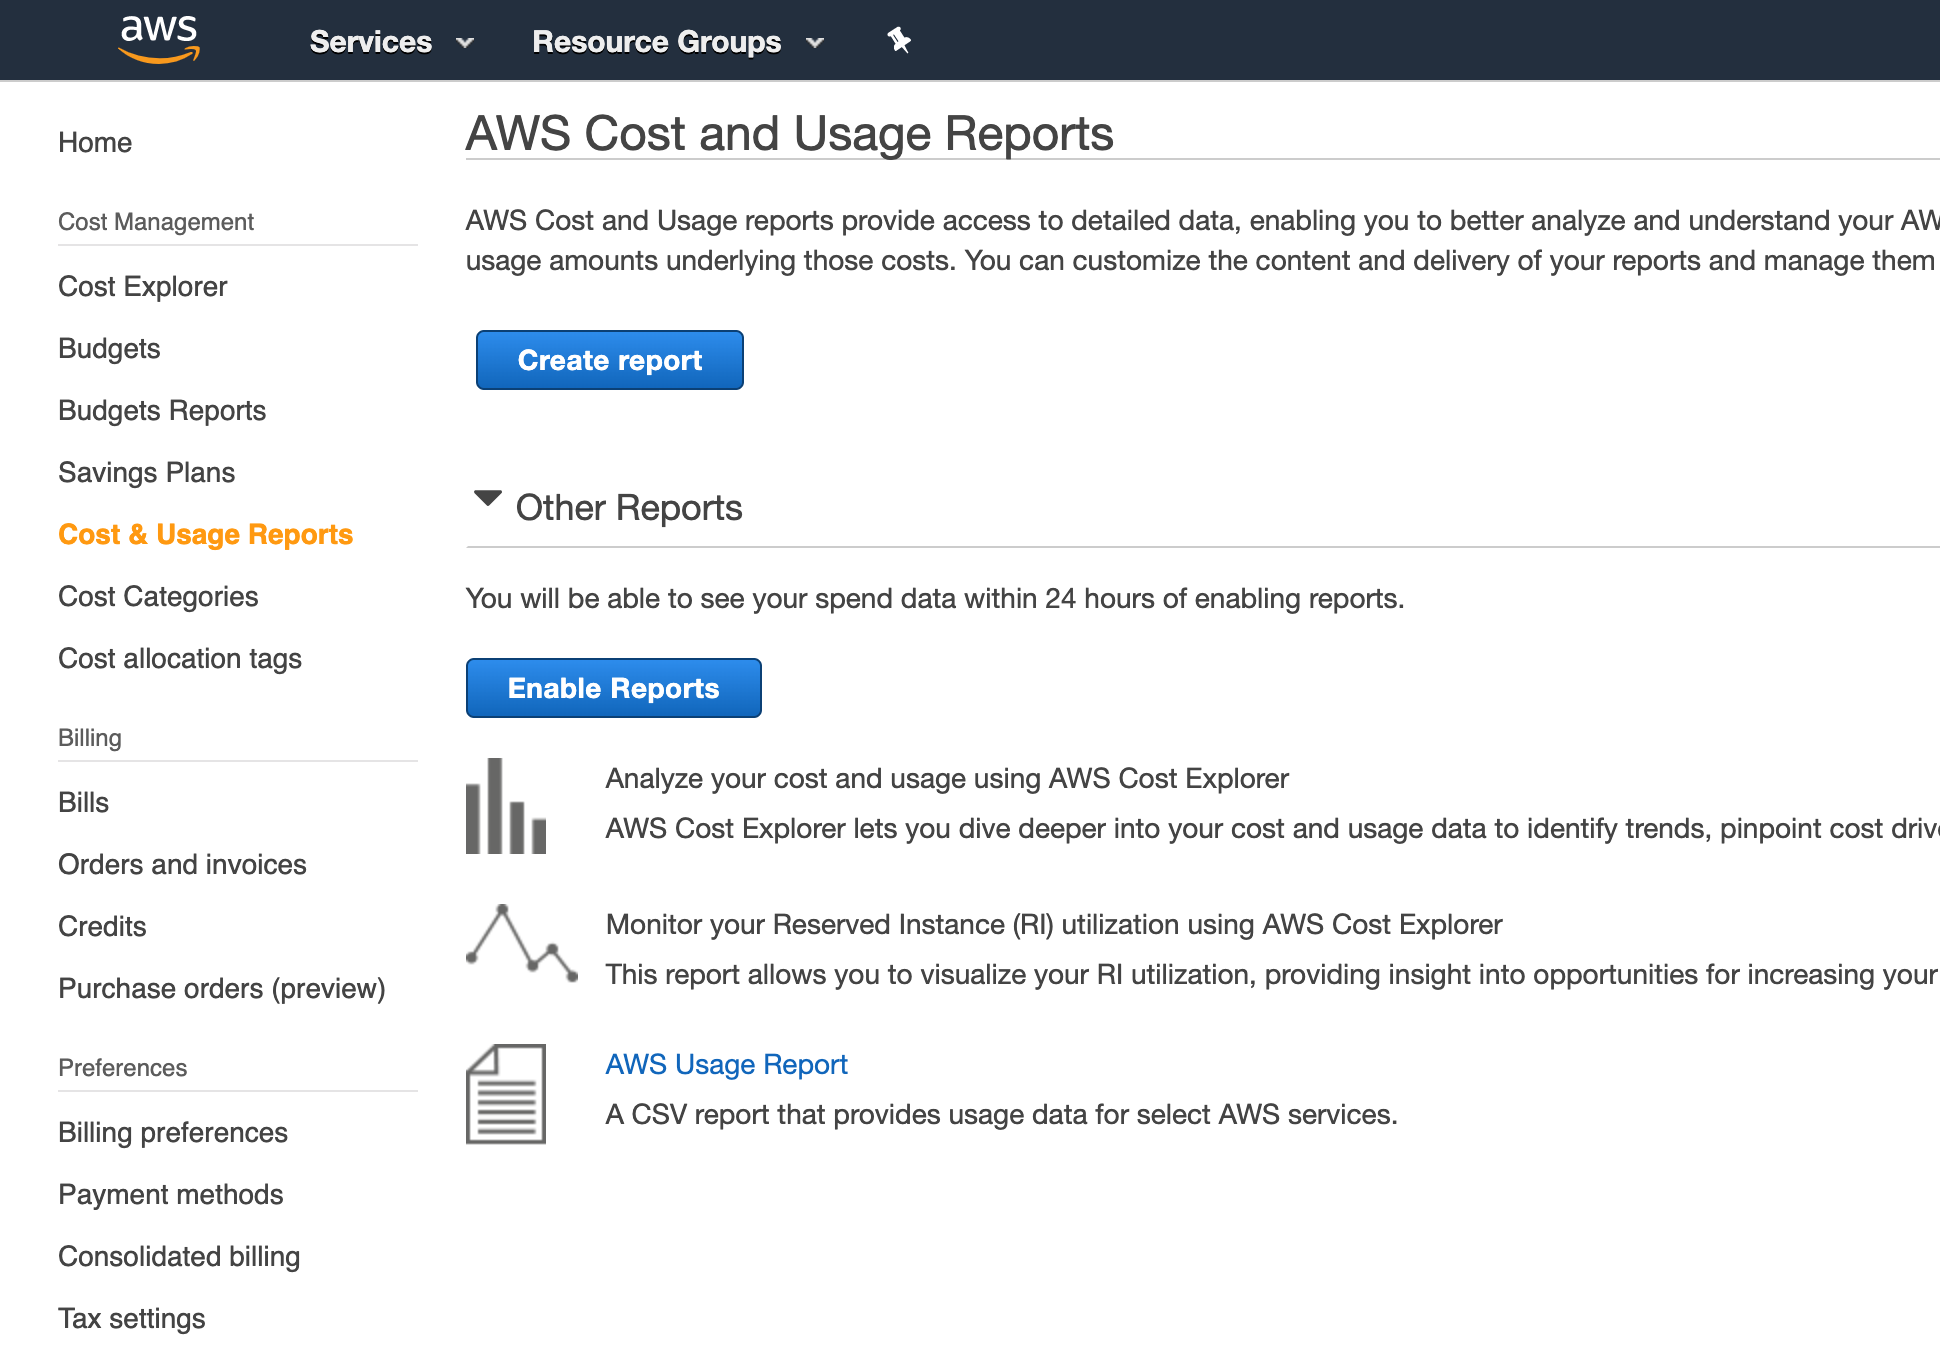 aws
Services
Resource Groups
Home
Cost Management
Cost Explorer
Budgets
Budgets Reports
Savings Plans
Cost & Usage Reports
Cost Categories
Cost allocation tags
Billing
Bills
Orders and invoices
Credits
Purchase orders (preview)
Preferences
Billing preferences
Payment methods
Consolidated billing
Tax settings
AWS Cost and Usage Reports
AWS Cost and Usage reports provide access to detailed data, enabling you to better analyze and understand your
usage amounts underlying those costs. You can customize the content and delivery of your reports and manage them
Create report
Other Reports
You will be able to see your spend data within 24 hours of enabling reports.
Enable Reports
Analyze your cost and usage using AWS Cost Explorer
AWS Cost Explorer lets you dive deeper into your cost and usage data to identify trends, pinpoint cost
Monitor your Reserved Instance (RI) utilization using AWS Cost Explorer
This report allows you to visualize your RI utilization, providing insight into opportunities for increasing your
AWS Usage Report
A CSV report that provides usage data for select AWS services.